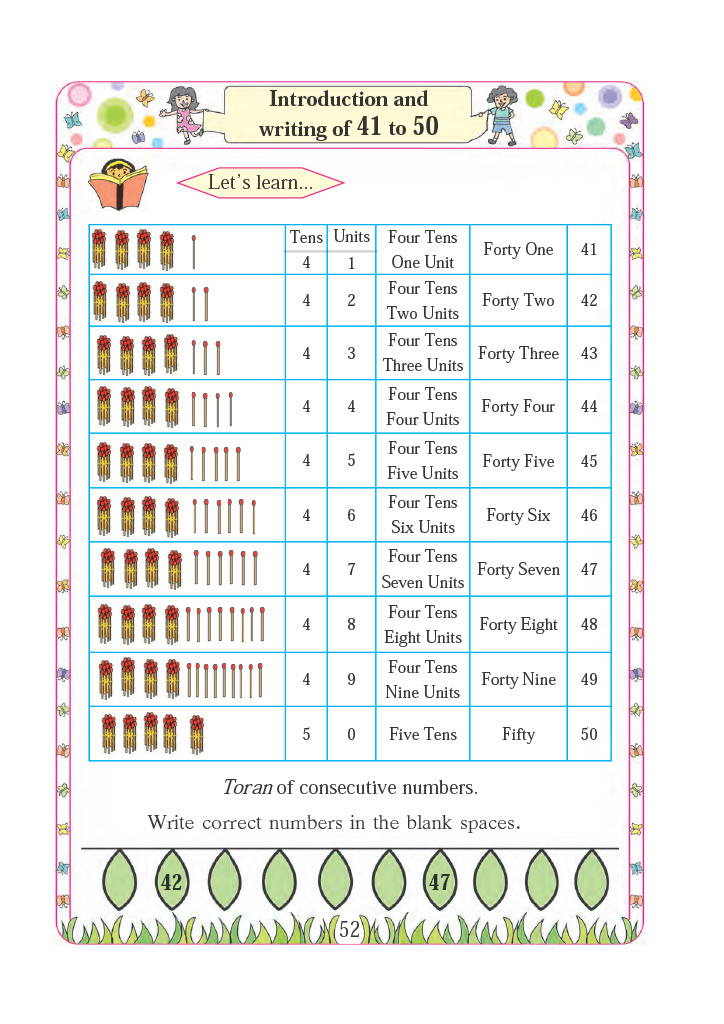 Introduction and
writing of 41 to 50
Let's learn...
Tens Units Four Tens Forty One 41
4 1 One Unit
4 2 Four Tens Forty Two 42
Two Units
4 3 Four Tens Forty Three 43
Three Units
4 4 Four Tens Forty Four 44
Four Units
4 5 Four Tens Forty Five 45
Five Units
4 6 Four Tens Forty Six 46
Six Units
4 7 Four Tens Forty Seven 47
Seven Units
4 8 Four Tens Forty Eight 48
Eight Units
4 9 Four Tens Forty Nine 49
Nine Units
5 0 Five Tens Fifty 50
Toran of consecutive numbers.
Write correct numbers in the blank spaces.
42 47
52